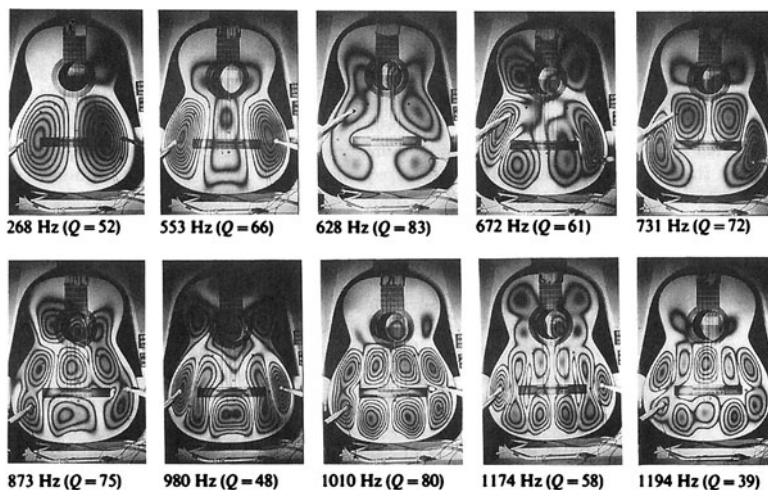 268 Hz (Q = 52) 553 Hz (Q = 66) 628 Hz (Q = 83) 672 Hz (Q = 61) 731 Hz (Q = 72)
873 Hz (Q = 75) 980 Hz (Q = 48) 1010 Hz (Q = 80) 1174 Hz (Q = 58) 1194 Hz (Q = 39)